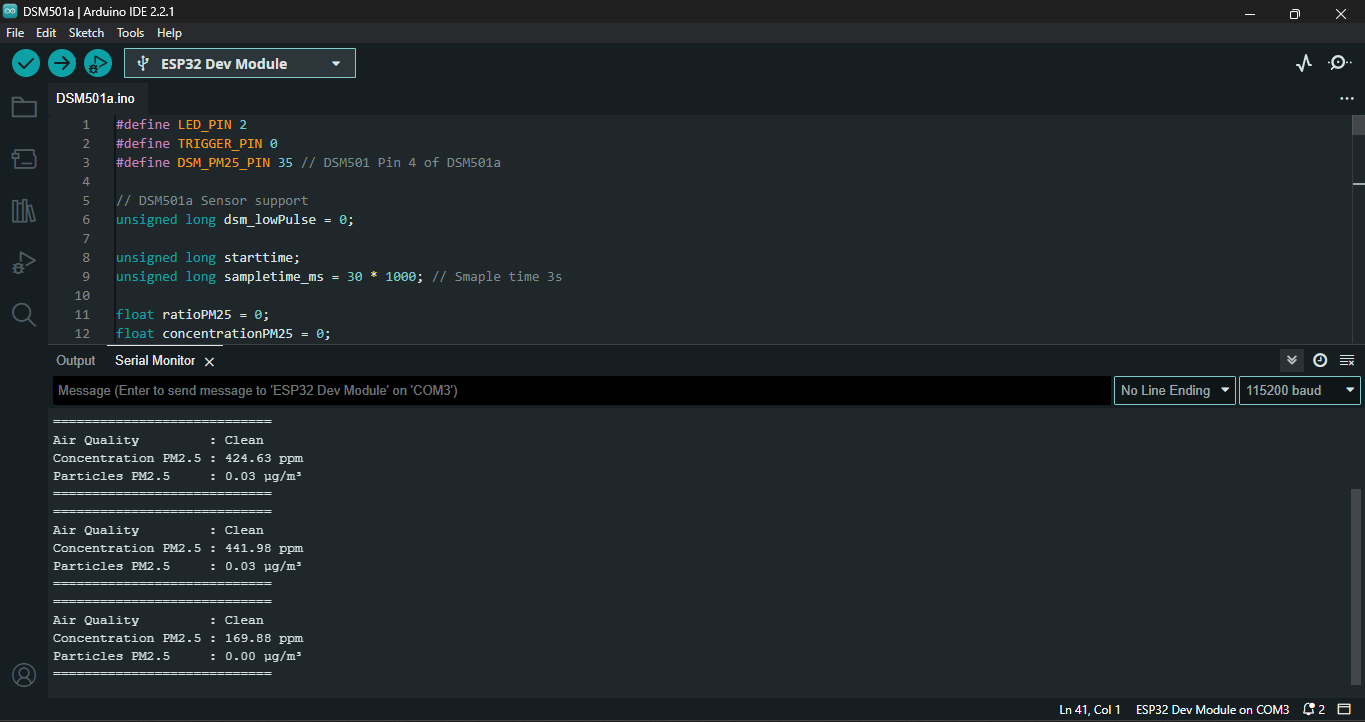 DSM501a | Arduino IDE 2.2.1
File Edit Sketch Tools Help
ESP32 Dev Module
DSM501a.ino
1 #define LED_PIN 2
2 #define TRIGGER_PIN 0
3 #define DSM_PM25_PIN 35 // DSM501 Pin 4 of DSM501a
4
5 // DSM501a Sensor support
6 unsigned long dsm_lowPulse = 0;
7
8 unsigned long starttime;
9 unsigned long sampletime_ms = 30 * 1000; // Smaple time 3s
10
11 float ratioPM25 = 0;
12 float concentrationPM25 = 0;
Output Serial Monitor
Message (Enter to send message to 'ESP32 Dev Module' on 'COM3') No Line Ending 115200 baud
============================
Air Quality : Clean
Concentration PM2.5 : 424.63 ppm
Particles PM2.5 : 0.03 µg/m³
============================
============================
Air Quality : Clean
Concentration PM2.5 : 441.98 ppm
Particles PM2.5 : 0.03 µg/m³
============================
============================
Air Quality : Clean
Concentration PM2.5 : 169.88 ppm
Particles PM2.5 : 0.00 µg/m³
============================
Ln 41, Col 1 ESP32 Dev Module on COM3 2